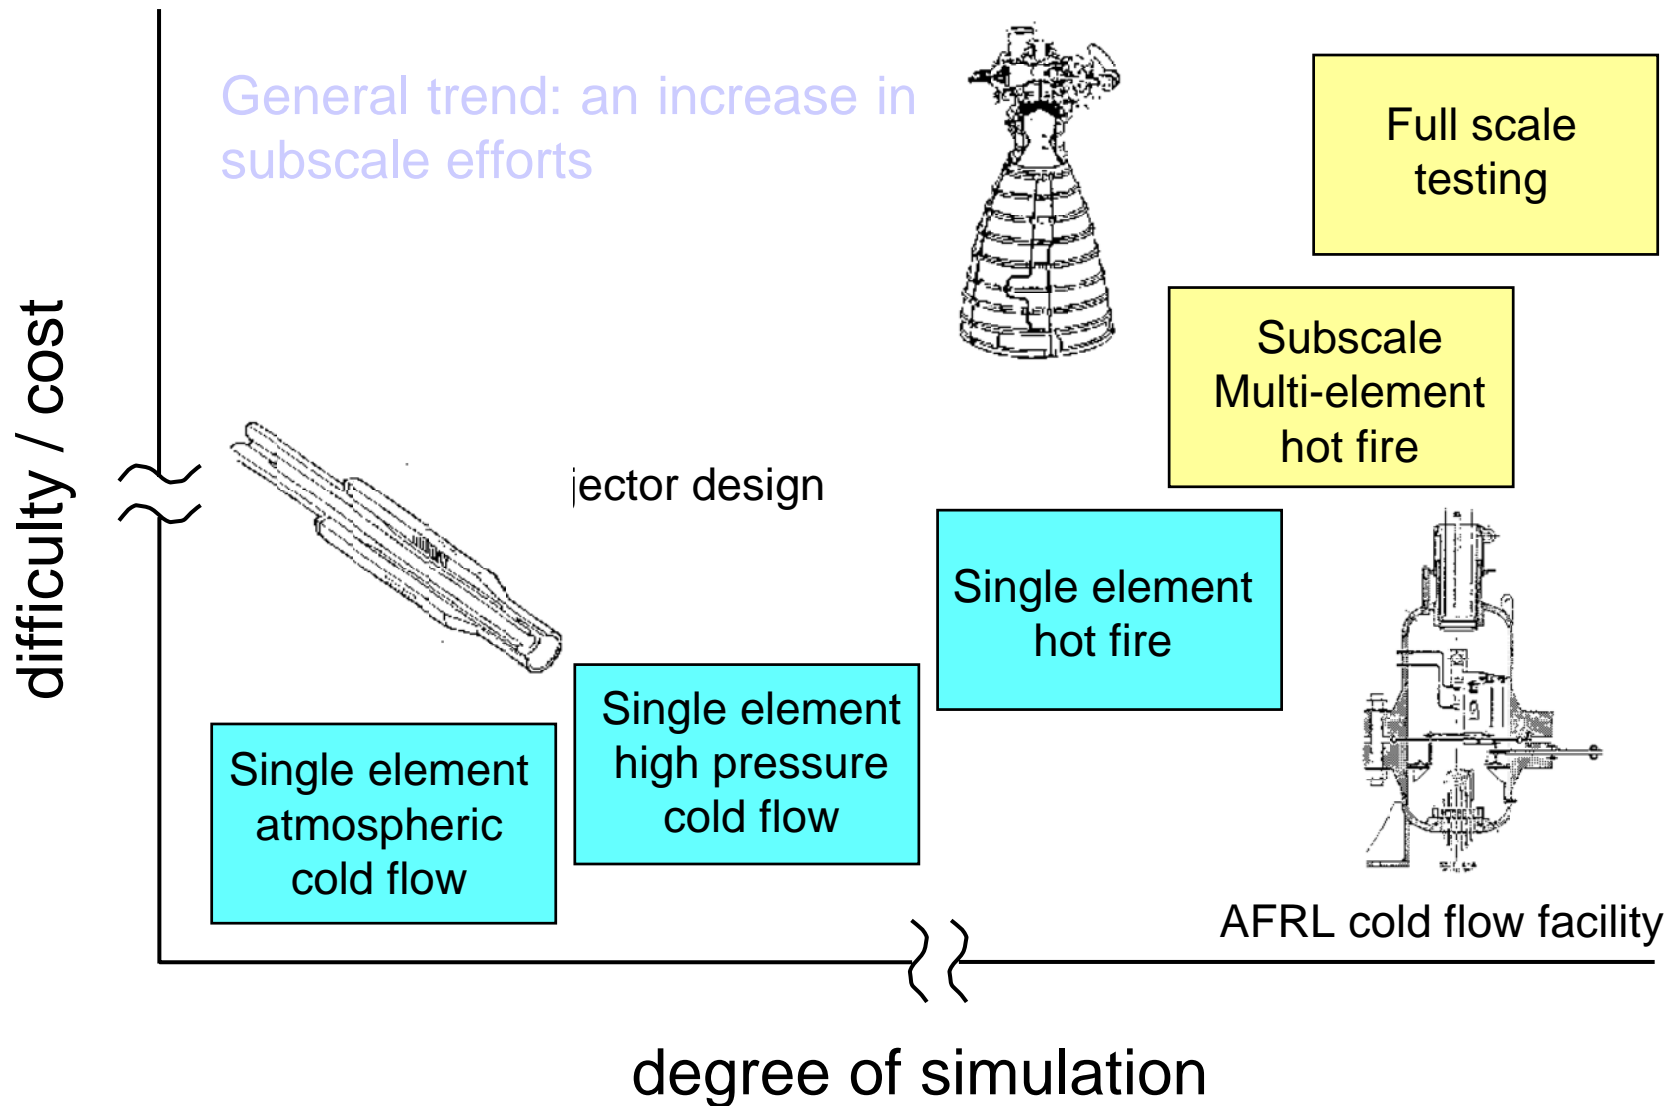 General trend: an increase in
subscale efforts
Full scale
testing
Subscale
Multi-element
hot fire
difficulty / cost
jector design
Single element
hot fire
Single element
high pressure
cold flow
Single element
atmospheric
cold flow
AFRL cold flow facility
degree of simulation